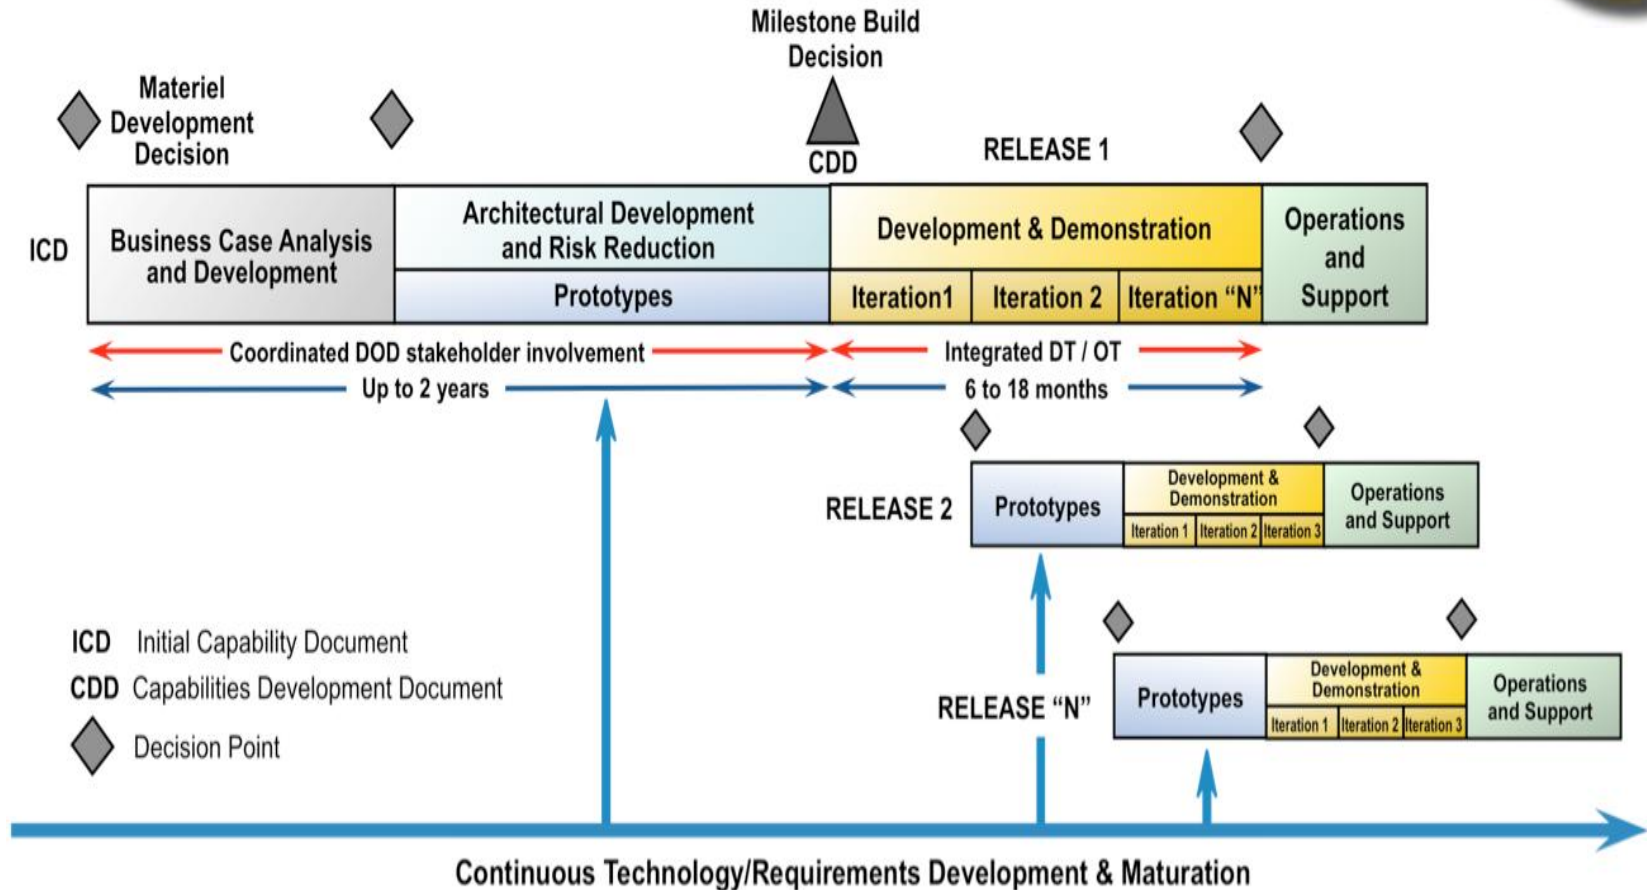 Milestone Build
Decision
Materiel
Development
Decision
CDD
RELEASE 1
ICD
Business Case Analysis
and Development
Architectural Development
and Risk Reduction
Prototypes
Development & Demonstration
Iteration1
Iteration 2
Iteration “N”
Operations
and
Support
Coordinated DOD stakeholder involvement
Integrated DT / OT
Up to 2 years
6 to 18 months
RELEASE 2
Prototypes
Development &
Demonstration
Iteration 1
Iteration 2
Iteration 3
Operations
and Support
RELEASE “N”
Prototypes
Development &
Demonstration
Iteration 1
Iteration 2
Iteration 3
Operations
and Support
ICD Initial Capability Document
CDD Capabilities Development Document
Decision Point
Continuous Technology/Requirements Development & Maturation